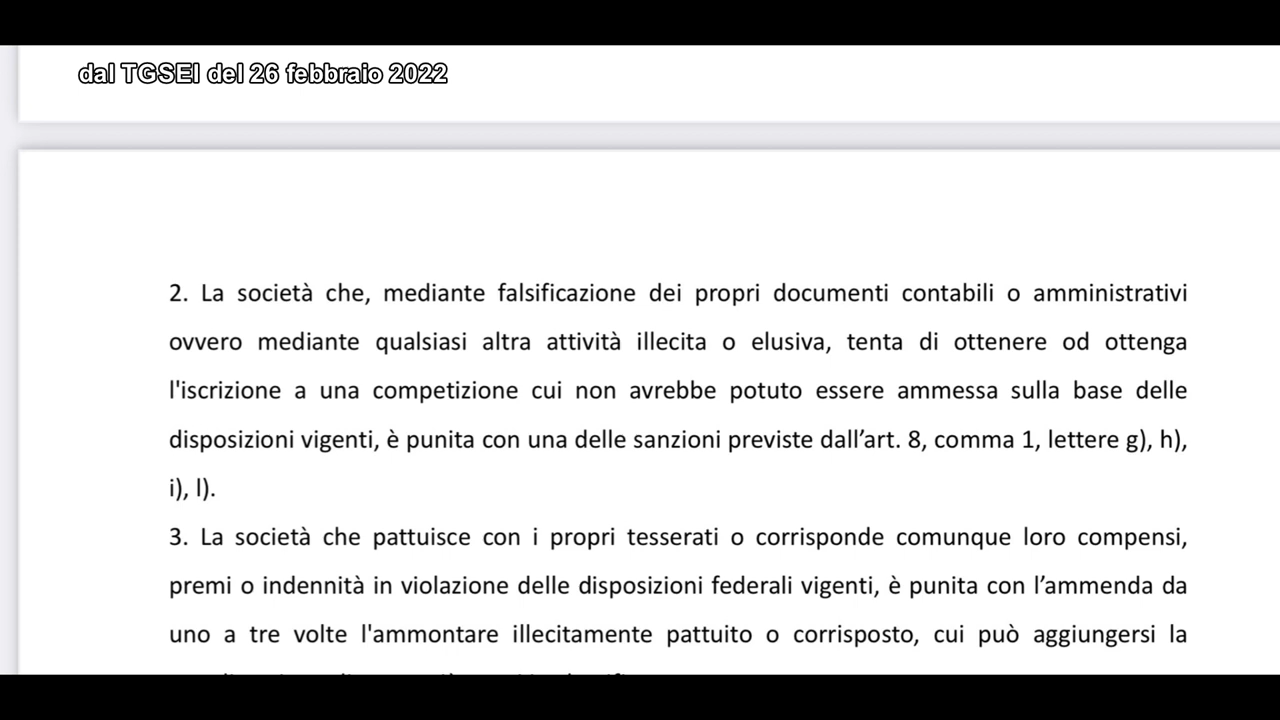 dal TGSEI del 26 febbraio 2022
2. La società che, mediante falsificazione dei propri documenti contabili o amministrativi
ovvero mediante qualsiasi altra attività illecita o elusiva, tenta di ottenere od ottenga
l'iscrizione a una competizione cui non avrebbe potuto essere ammessa sulla base delle
disposizioni vigenti, è punita con una delle sanzioni previste dall’art. 8, comma 1, lettere g), h),
i), l).
3. La società che pattuisce con i propri tesserati o corrisponde comunque loro compensi,
premi o indennità in violazione delle disposizioni federali vigenti, è punita con l’ammenda da
uno a tre volte l'ammontare illecitamente pattuito o corrisposto, cui può aggiungersi la